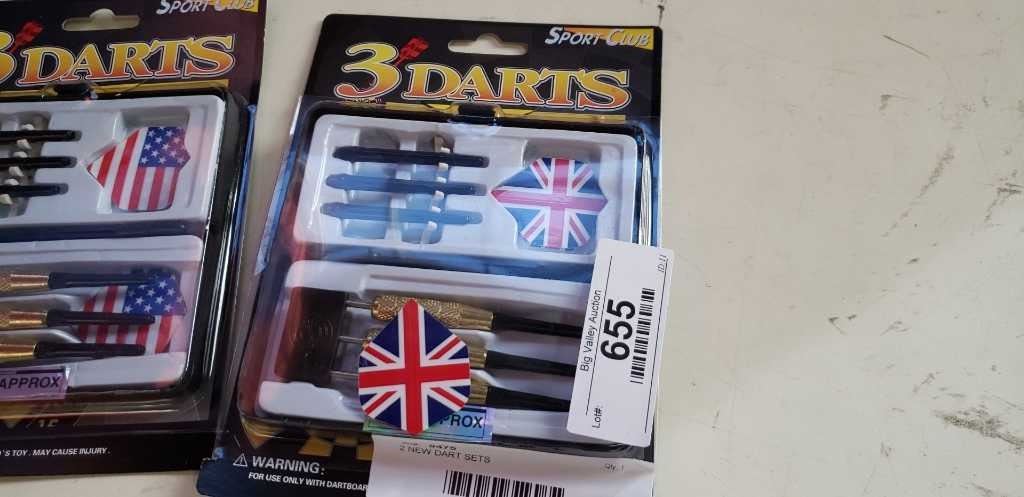 SPORT CLUB
3 DARTS
APPROX
'S TOY. MAY CAUSE INJURY.
SPORT CLUB
3 DARTS
Big Valley Auction
Lot#:
655
PROX
2 NEW DART SETS
Qty. 1
WARNING:
FOR USE ONLY WITH DARTBOAR